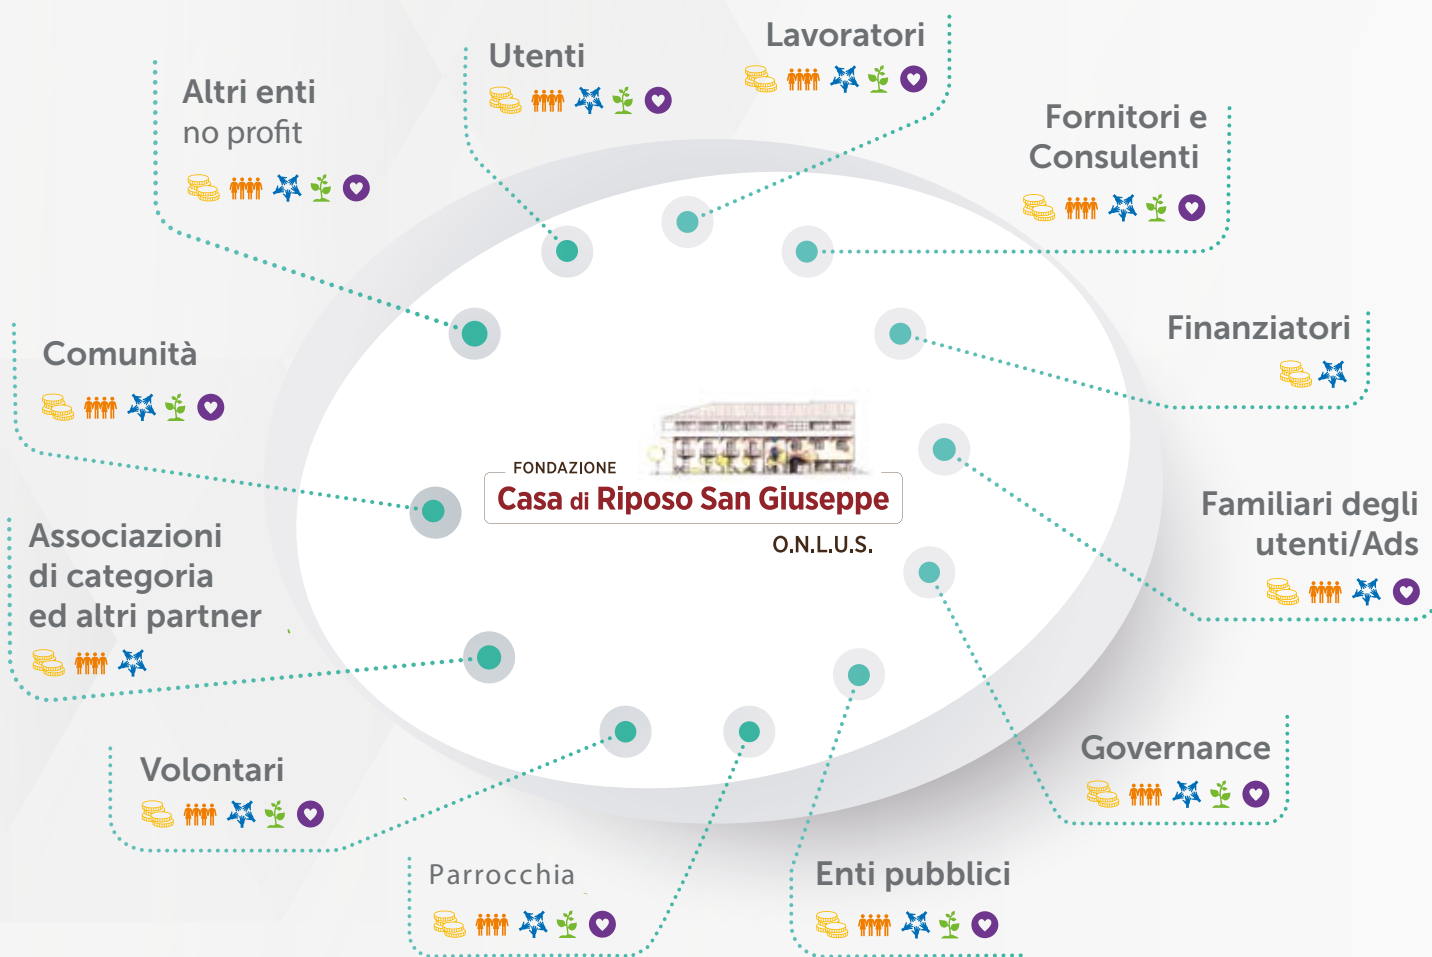 Lavoratori
Utenti
Altri enti
no profit
Fornitori e
Consulenti
Finanziatori
Comunità
FONDAZIONE
Casa di Riposo San Giuseppe
O.N.L.U.S.
Familiari degli
utenti/Ads
Associazioni
di categoria
ed altri partner
Governance
Volontari
Parrocchia
Enti pubblici